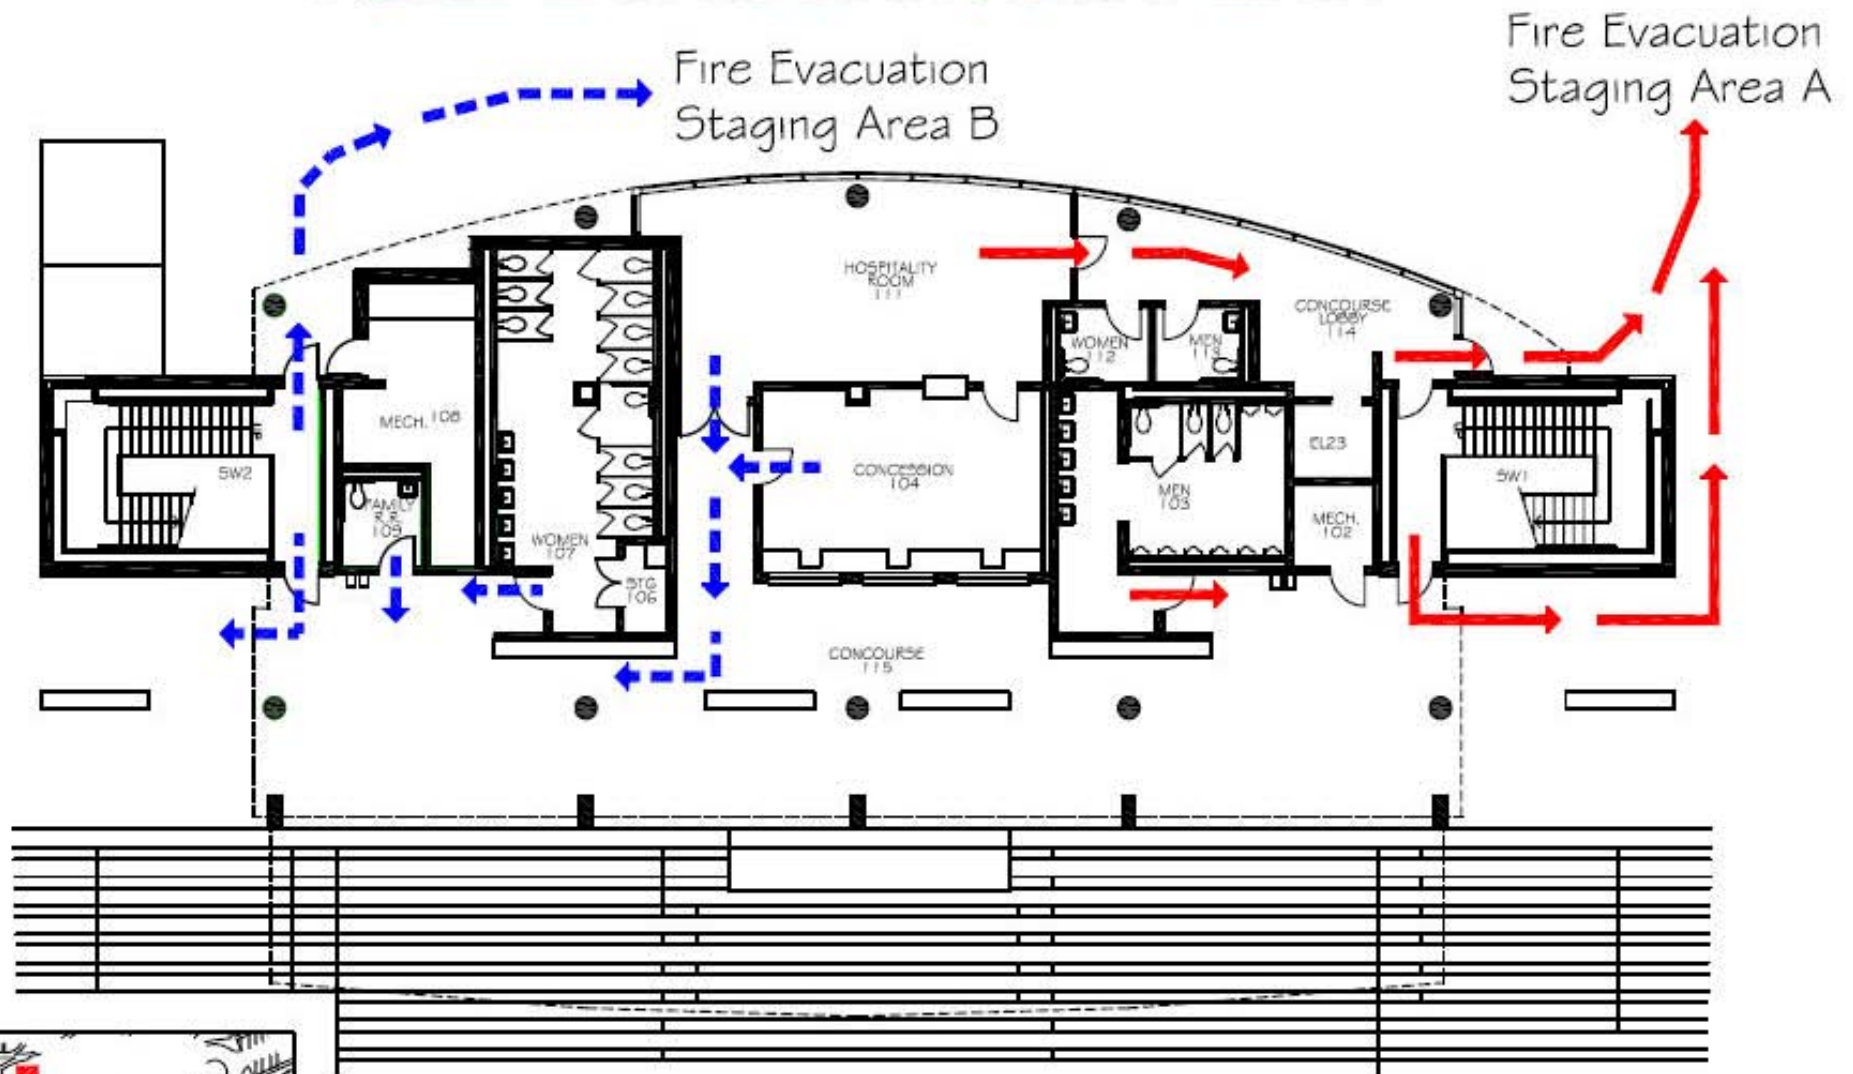 Fire Evacuation
Staging Area A
Fire Evacuation
Staging Area B
HOSPITALITY
ROOM
111
CONCOURSE
LOBBY
114
WOMEN
112
MEN
113
MECH. 108
UP
SW2
CONCESSION
104
EL23
SW1
MEN
103
MECH.
102
FAMILY
R.R.
109
WOMEN
107
STG
106
CONCOURSE
115